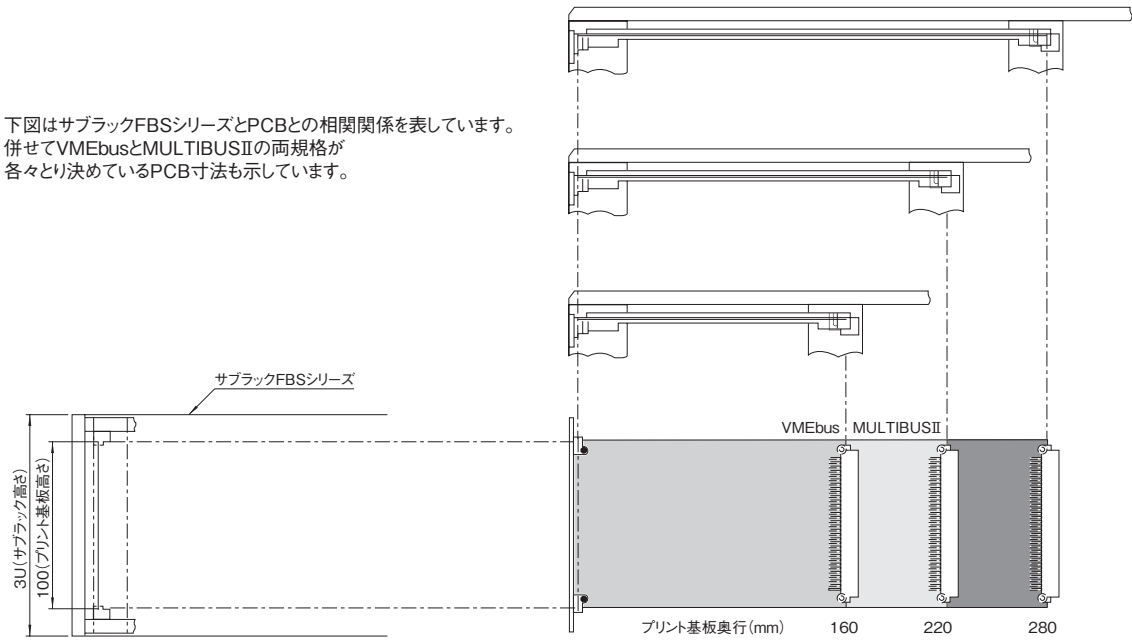 下図はサブラックFBSシリーズとPCBとの相関関係を表しています。
併せてVMEbusとMULTIBUSⅡの両規格が
各々とり決めているPCB寸法も示しています。
サブラックFBSシリーズ
VMEbus
MULTIBUSⅡ
3U(サブラック高さ)
100(プリント基板高さ)
プリント基板奥行(mm) 160 220 280